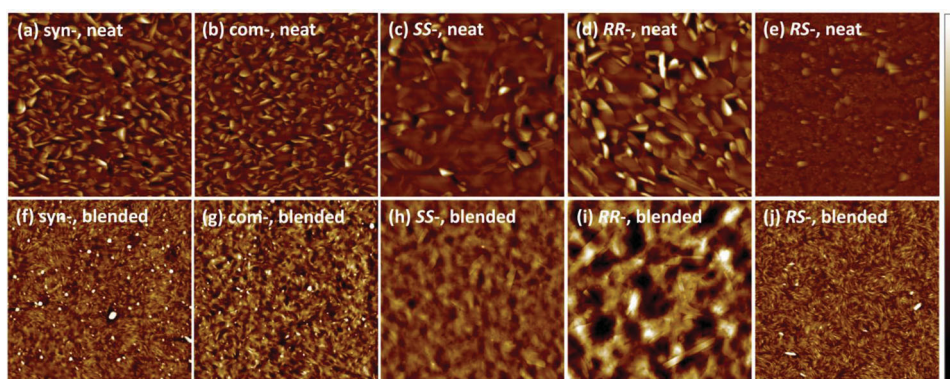 (a) syn-, neat
(b) com-, neat
(c) SS-, neat
(d) RR-, neat
(e) RS-, neat
(f) syn-, blended
(g) com-, blended
(h) SS-, blended
(i) RR-, blended
(j) RS-, blended